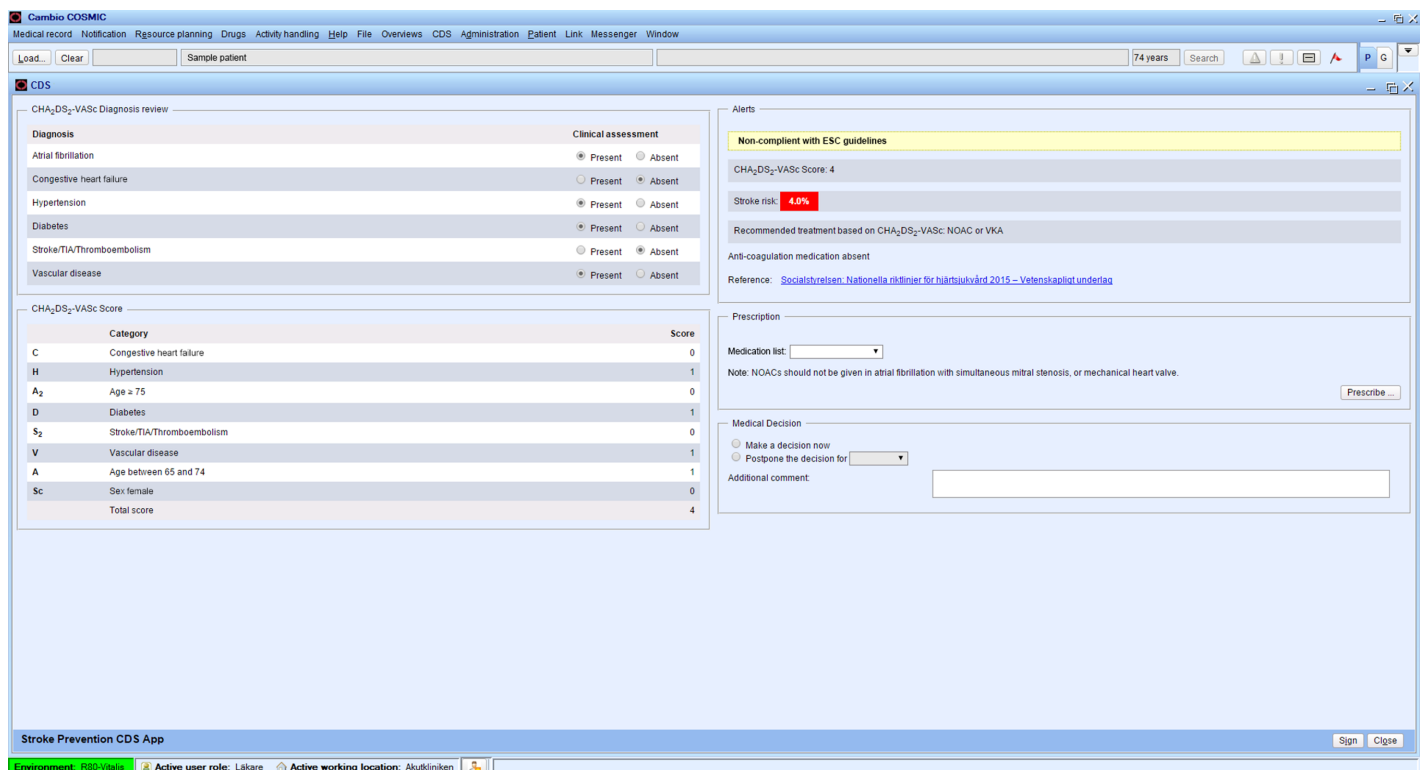 Cambio COSMIC
Medical record Notification Resource planning Drugs Activity handling Help File Overviews CDS Administration Patient Link Messenger Window
Load... Clear Sample patient 74 years Search P G
CDS
CHA₂DS₂-VASc Diagnosis review
Diagnosis Clinical assessment
Atrial fibrillation Present Absent
Congestive heart failure Present Absent
Hypertension Present Absent
Diabetes Present Absent
Stroke/TIA/Thromboembolism Present Absent
Vascular disease Present Absent
CHA₂DS₂-VASc Score
Category Score
C Congestive heart failure 0
H Hypertension 1
A₂ Age ≥ 75 0
D Diabetes 1
S₂ Stroke/TIA/Thromboembolism 0
V Vascular disease 1
A Age between 65 and 74 1
Sc Sex female 0
Total score 4
Alerts
Non-complient with ESC guidelines
CHA₂DS₂-VASc Score: 4
Stroke risk: 4.0%
Recommended treatment based on CHA₂DS₂-VASc: NOAC or VKA
Anti-coagulation medication absent
Reference: Socialstyrelsen: Nationella riktlinjer för hjärtsjukvård 2015 – Vetenskapligt underlag
Prescription
Medication list:
Note: NOACs should not be given in atrial fibrillation with simultaneous mitral stenosis, or mechanical heart valve.
Prescribe ...
Medical Decision
Make a decision now
Postpone the decision for
Additional comment:
Stroke Prevention CDS App Sign Close
Environment: R80-Vitalis Active user role: Läkare Active working location: Akutkliniken